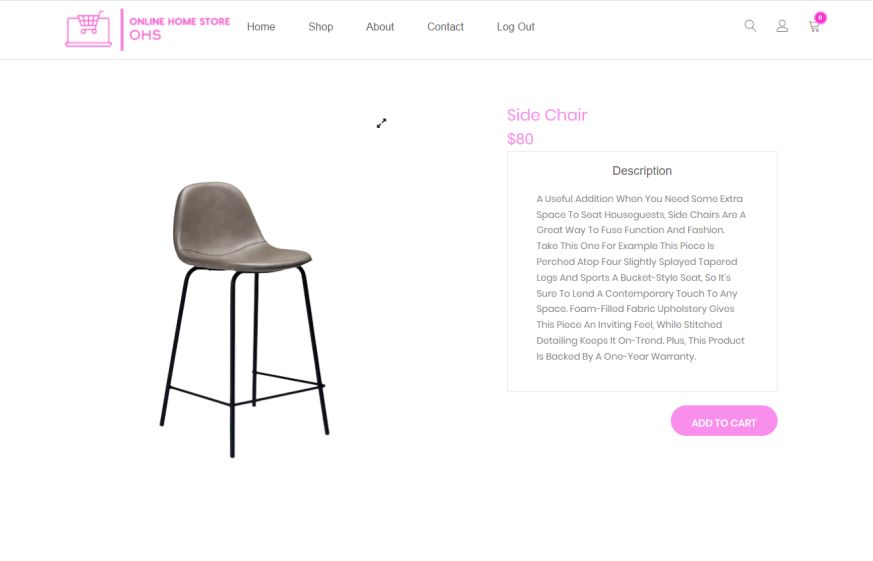 ONLINE HOME STORE
OHS
Home
Shop
About
Contact
Log Out
0
Side Chair
$80
Description
A Useful Addition When You Need Some Extra
Space To Seat Houseguests, Side Chairs Are A
Great Way To Fuse Function And Fashion.
Take This One For Example This Piece Is
Perched Atop Four Slightly Splayed Tapered
Legs And Sports A Bucket-Style Seat, So It's
Sure To Lend A Contemporary Touch To Any
Space. Foam-Filled Fabric Upholstery Gives
This Piece An Inviting Feel, While Stitched
Detailing Keeps It On-Trend. Plus, This Product
Is Backed By A One-Year Warranty.
ADD TO CART